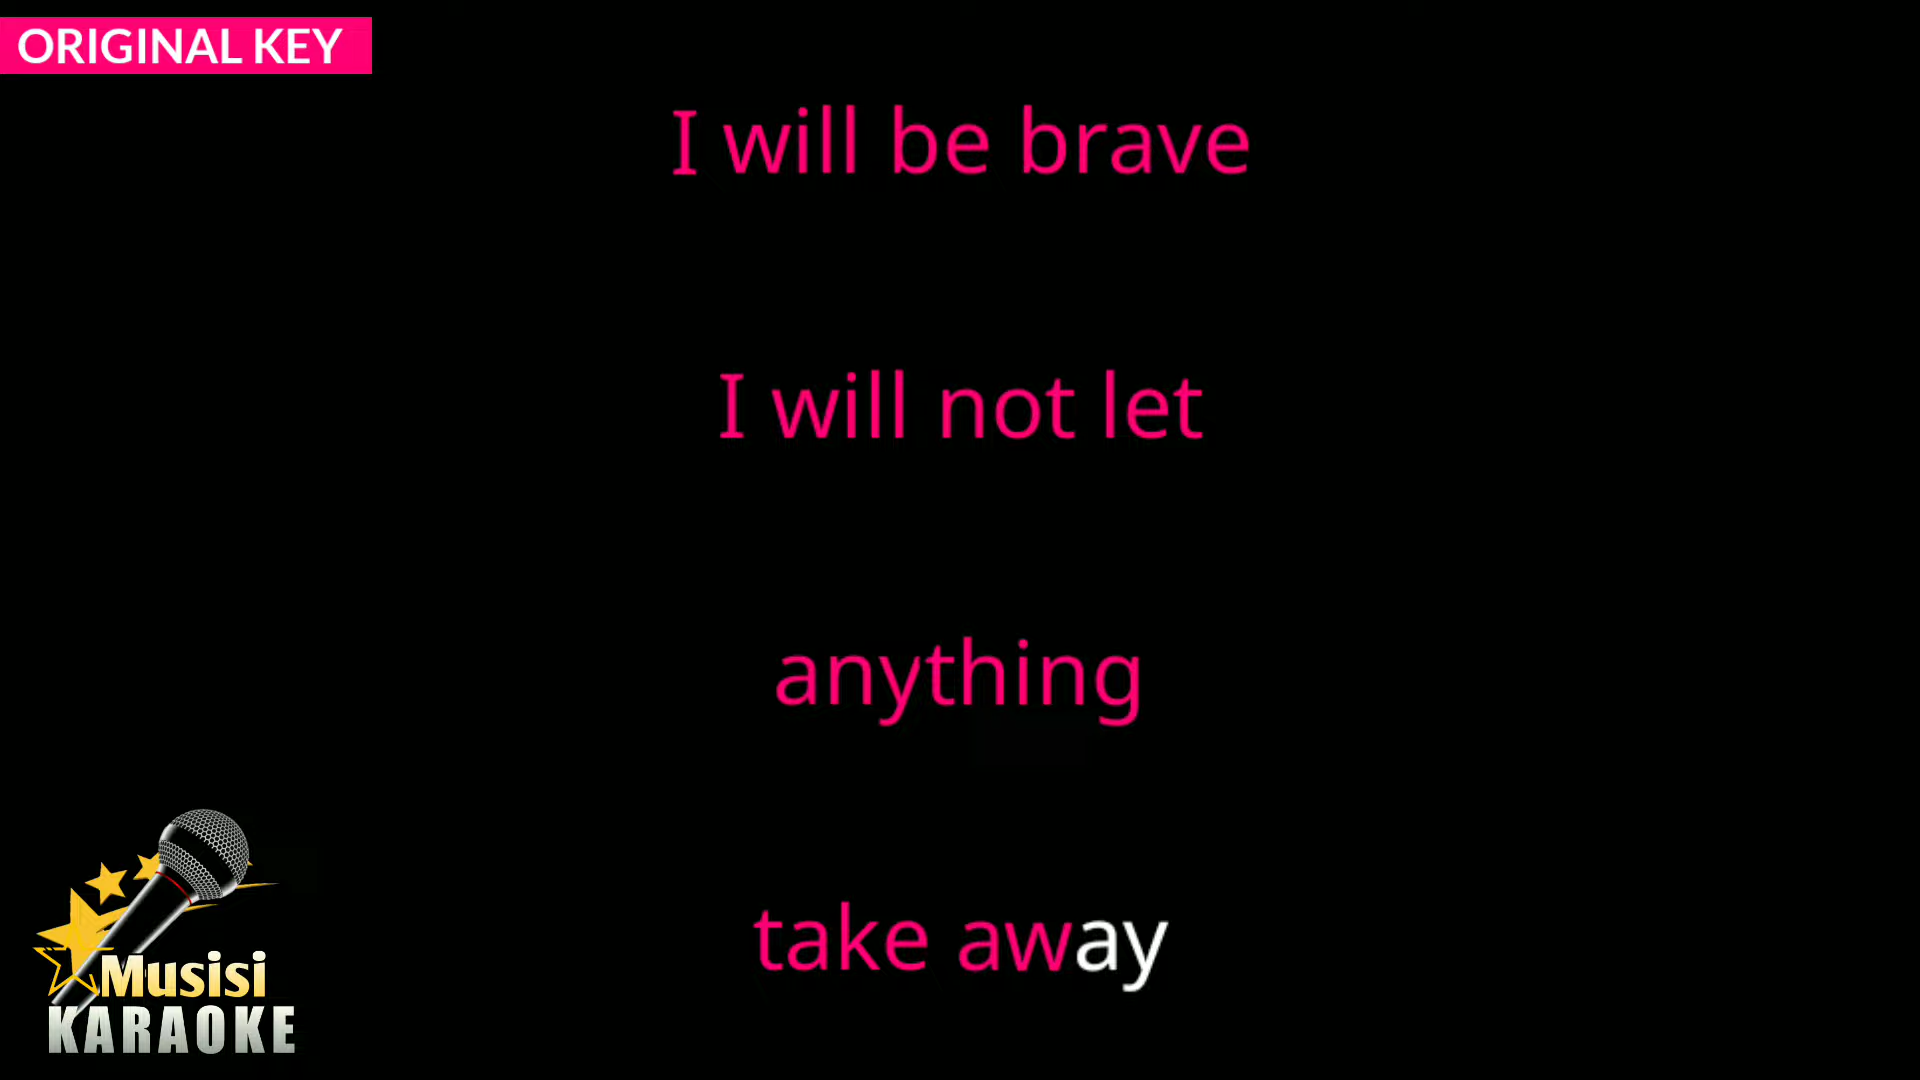 ORIGINAL KEY
I will be brave
I will not let
anything
take away
Musisi
KARAOKE